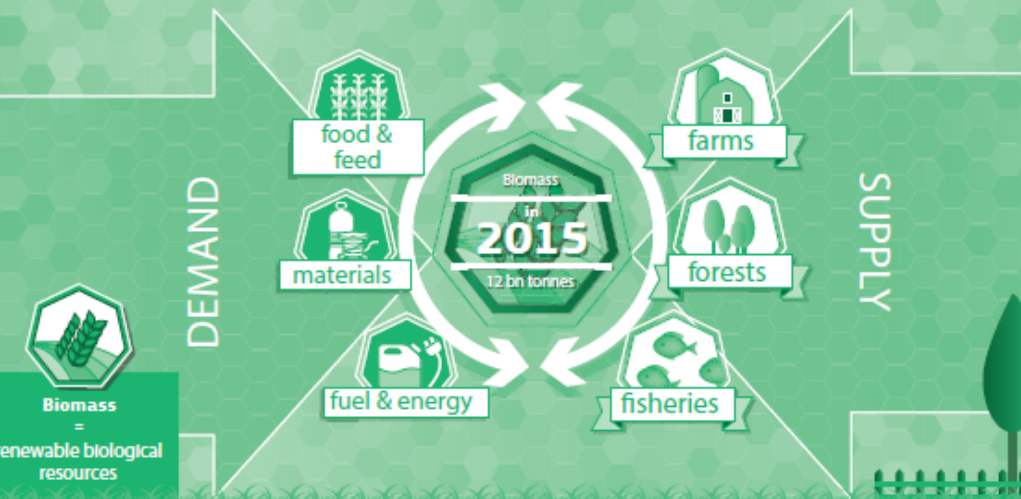 DEMAND
food &
feed
materials
fuel & energy
Biomass
in
2015
12 bn tonnes
farms
forests
fisheries
SUPPLY
Biomass
=
enewable biological
resources